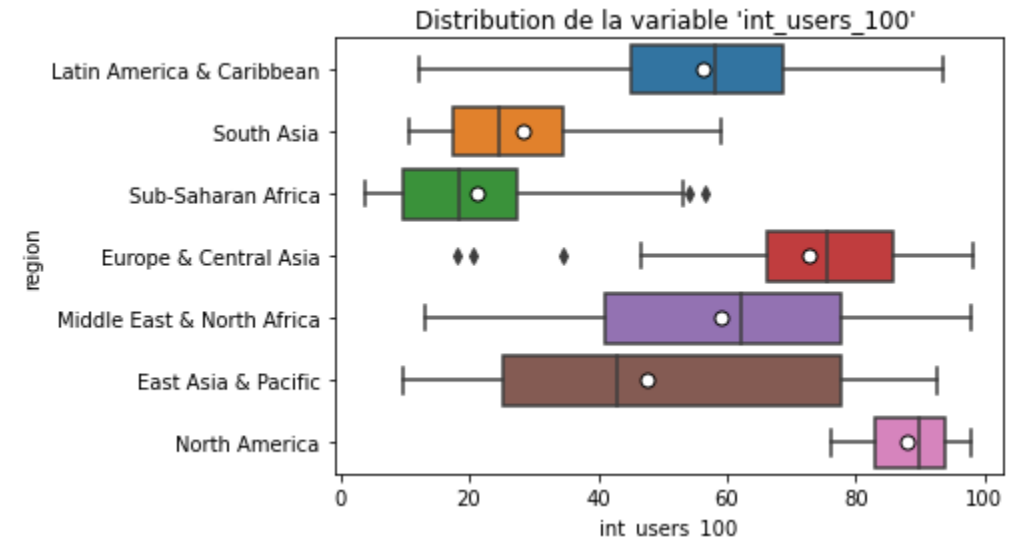 Distribution de la variable 'int_users_100'
Latin America & Caribbean
South Asia
Sub-Saharan Africa
Europe & Central Asia
Middle East & North Africa
East Asia & Pacific
North America
region
0 20 40 60 80 100
int_users_100